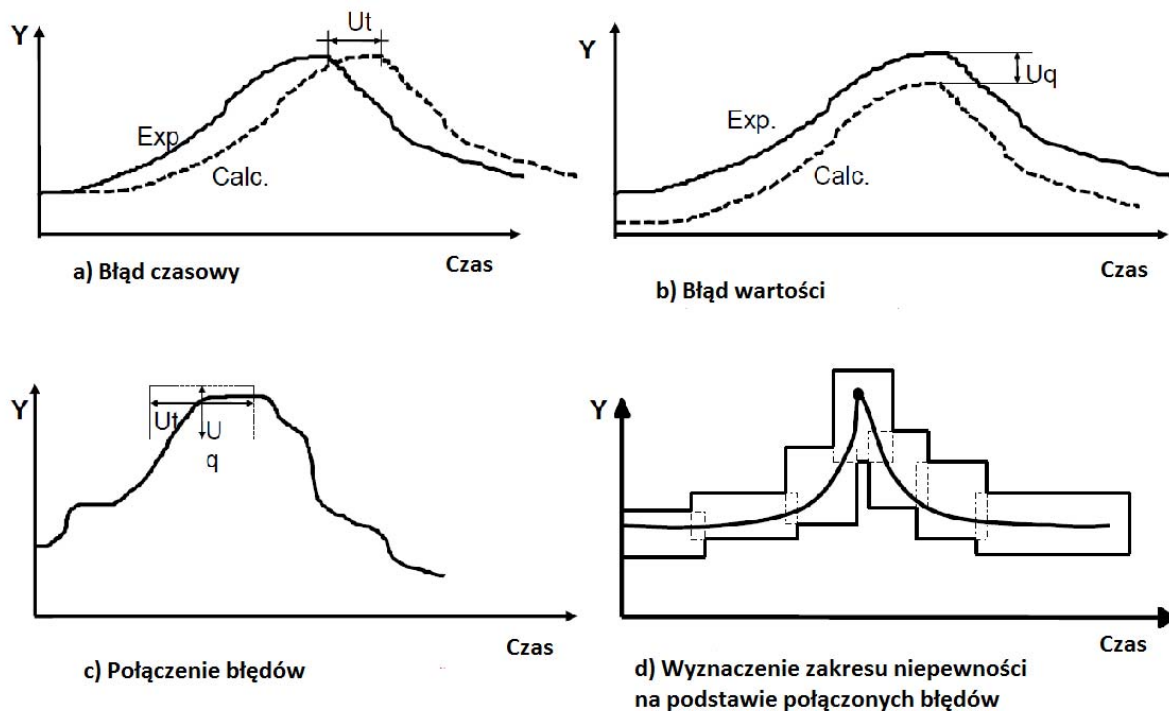 Y
Ut
Exp
Calc.
Czas
a) Błąd czasowy
Y
Uq
Exp.
Calc.
Czas
b) Błąd wartości
Y
Ut
U
q
Czas
c) Połączenie błędów
Y
Czas
d) Wyznaczenie zakresu niepewności
na podstawie połączonych błędów